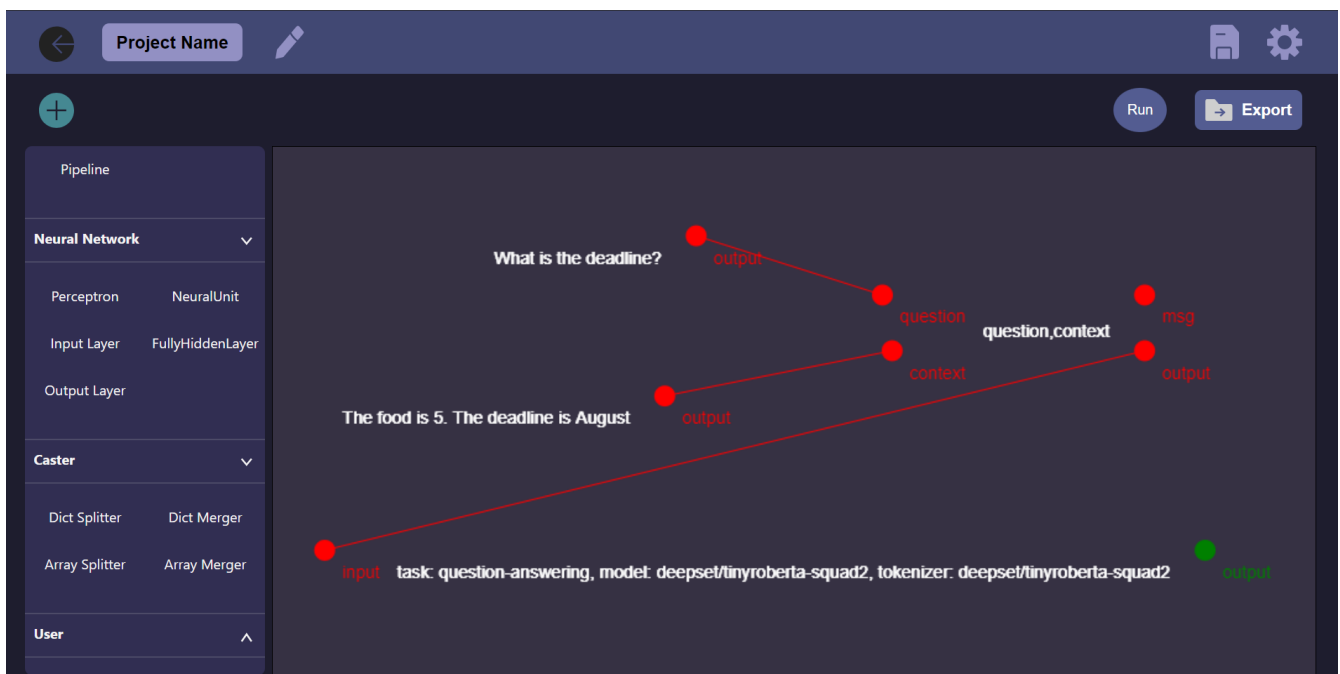 Project Name
Run
Export
Pipeline
Neural Network
Perceptron
NeuralUnit
Input Layer
FullyHiddenLayer
Output Layer
Caster
Dict Splitter
Dict Merger
Array Splitter
Array Merger
User
What is the deadline?
output
question
question,context
msg
context
output
The food is 5. The deadline is August
output
input
task: question-answering, model: deepset/tinyroberta-squad2, tokenizer: deepset/tinyroberta-squad2
output